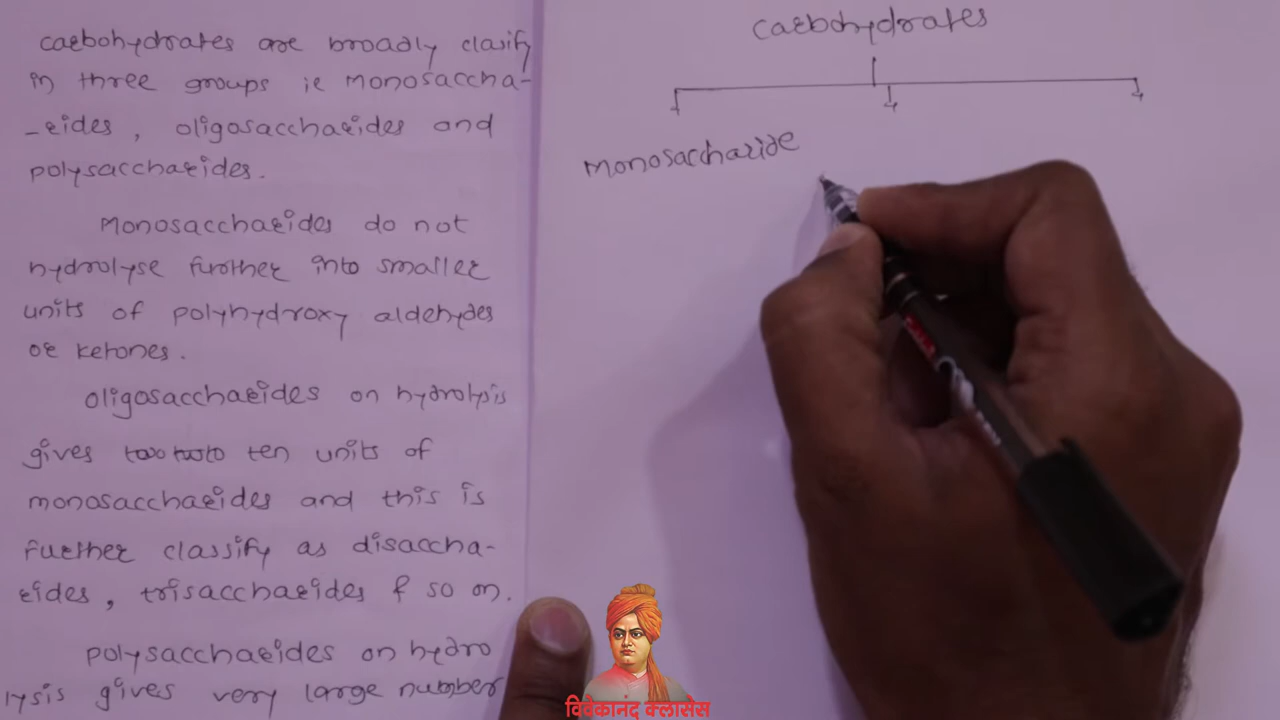 carbohydrates are broadly clasify
in three groups ie monosaccha-
-rides, oligosaccharides and
polysaccharides.
Monosaccharides do not
hydrolyse further into smaller
units of polyhydroxy aldehydes
or ketones.
oligosaccharides on hydrolysis
gives two to ten units of
monosaccharides and this is
further classify as disaccha-
rides, trisaccharides & so on.
polysaccharides on hydro
lysis gives very large number
carbohydrates
monosaccharide
विवेकानंद क्लासेस